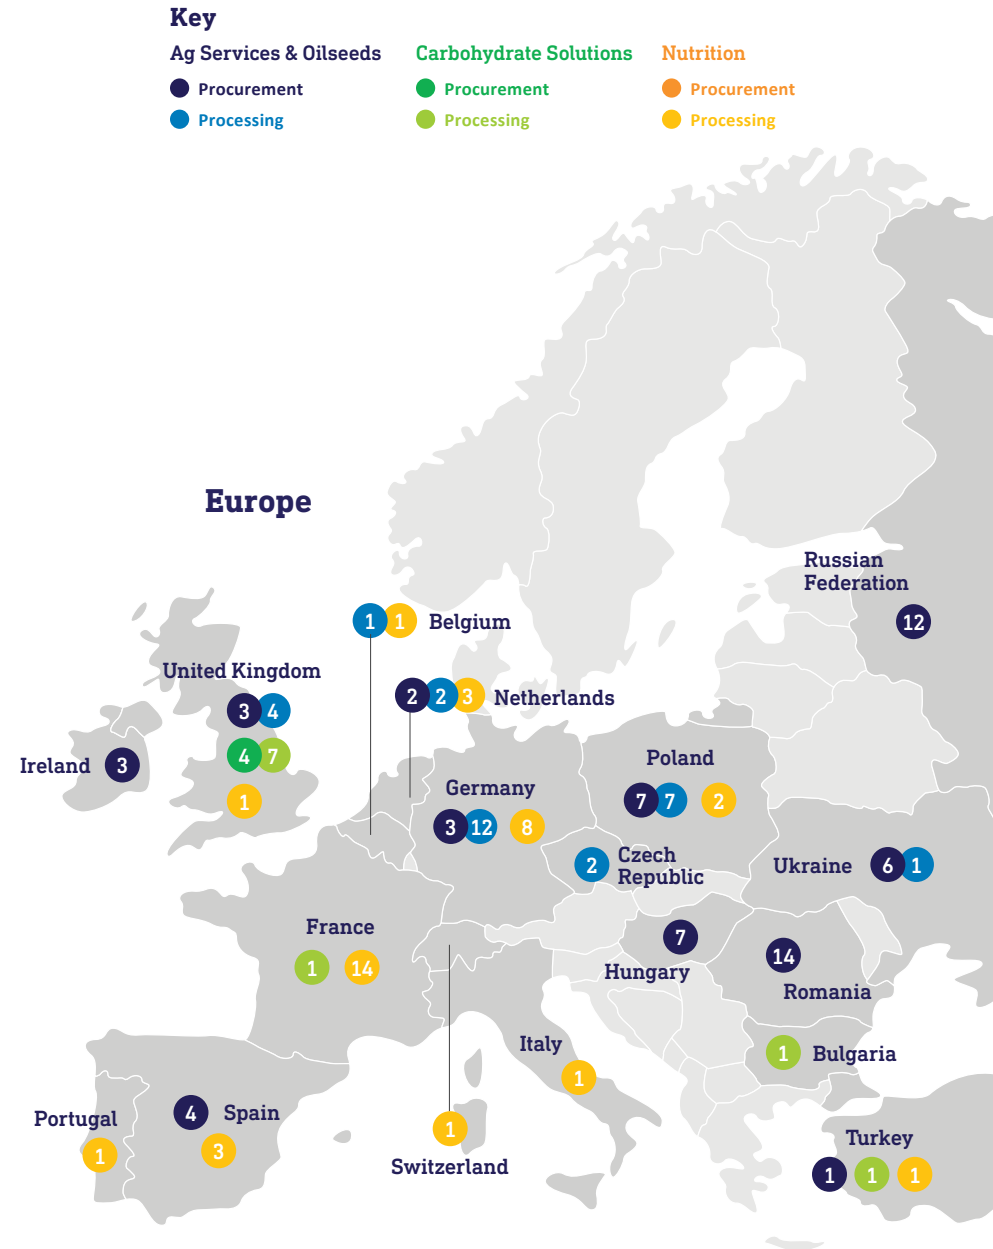 Key
Ag Services & Oilseeds
Procurement
Processing
Carbohydrate Solutions
Procurement
Processing
Nutrition
Procurement
Processing
Europe
Russian
Federation
12
1 1 Belgium
United Kingdom
3 4
4 7
1
2 2 3 Netherlands
Ireland 3
Germany
3 12 8
Poland
7 7 2
2 Czech
Republic
Ukraine 6 1
France
1 14
7
Hungary
14
Romania
Italy
1
1 Bulgaria
Portugal
1
4 Spain
3
1
Switzerland
Turkey
1 1 1